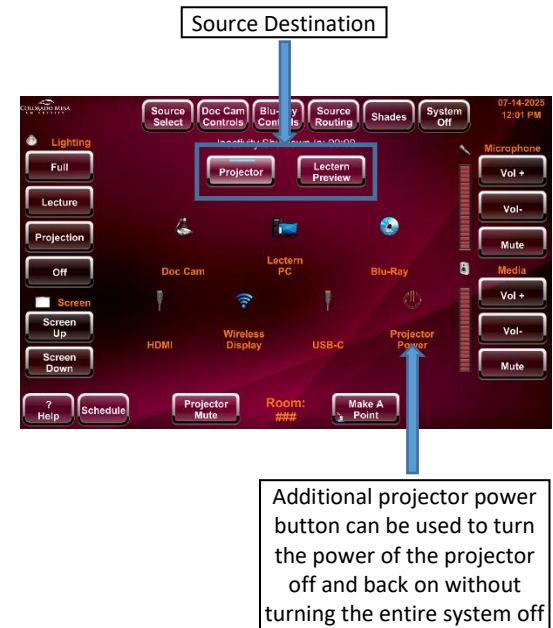 Source Destination
COLORADO MESA
UNIVERSITY
Source Select
Doc Cam Controls
Source Routing
Shades
System Off
07-14-2025
12:01 PM
Lighting
Projector
Lectern Preview
Microphone
Full
Vol +
Lecture
Vol-
Projection
Mute
Off
Doc Cam
Lectern PC
Blu-Ray
Media
Screen
Vol +
Screen Up
HDMI
Wireless Display
USB-C
Projector Power
Vol-
Screen Down
Mute
? Help
Schedule
Projector Mute
Room: ###
Make A Point
Additional projector power
button can be used to turn
the power of the projector
off and back on without
turning the entire system off